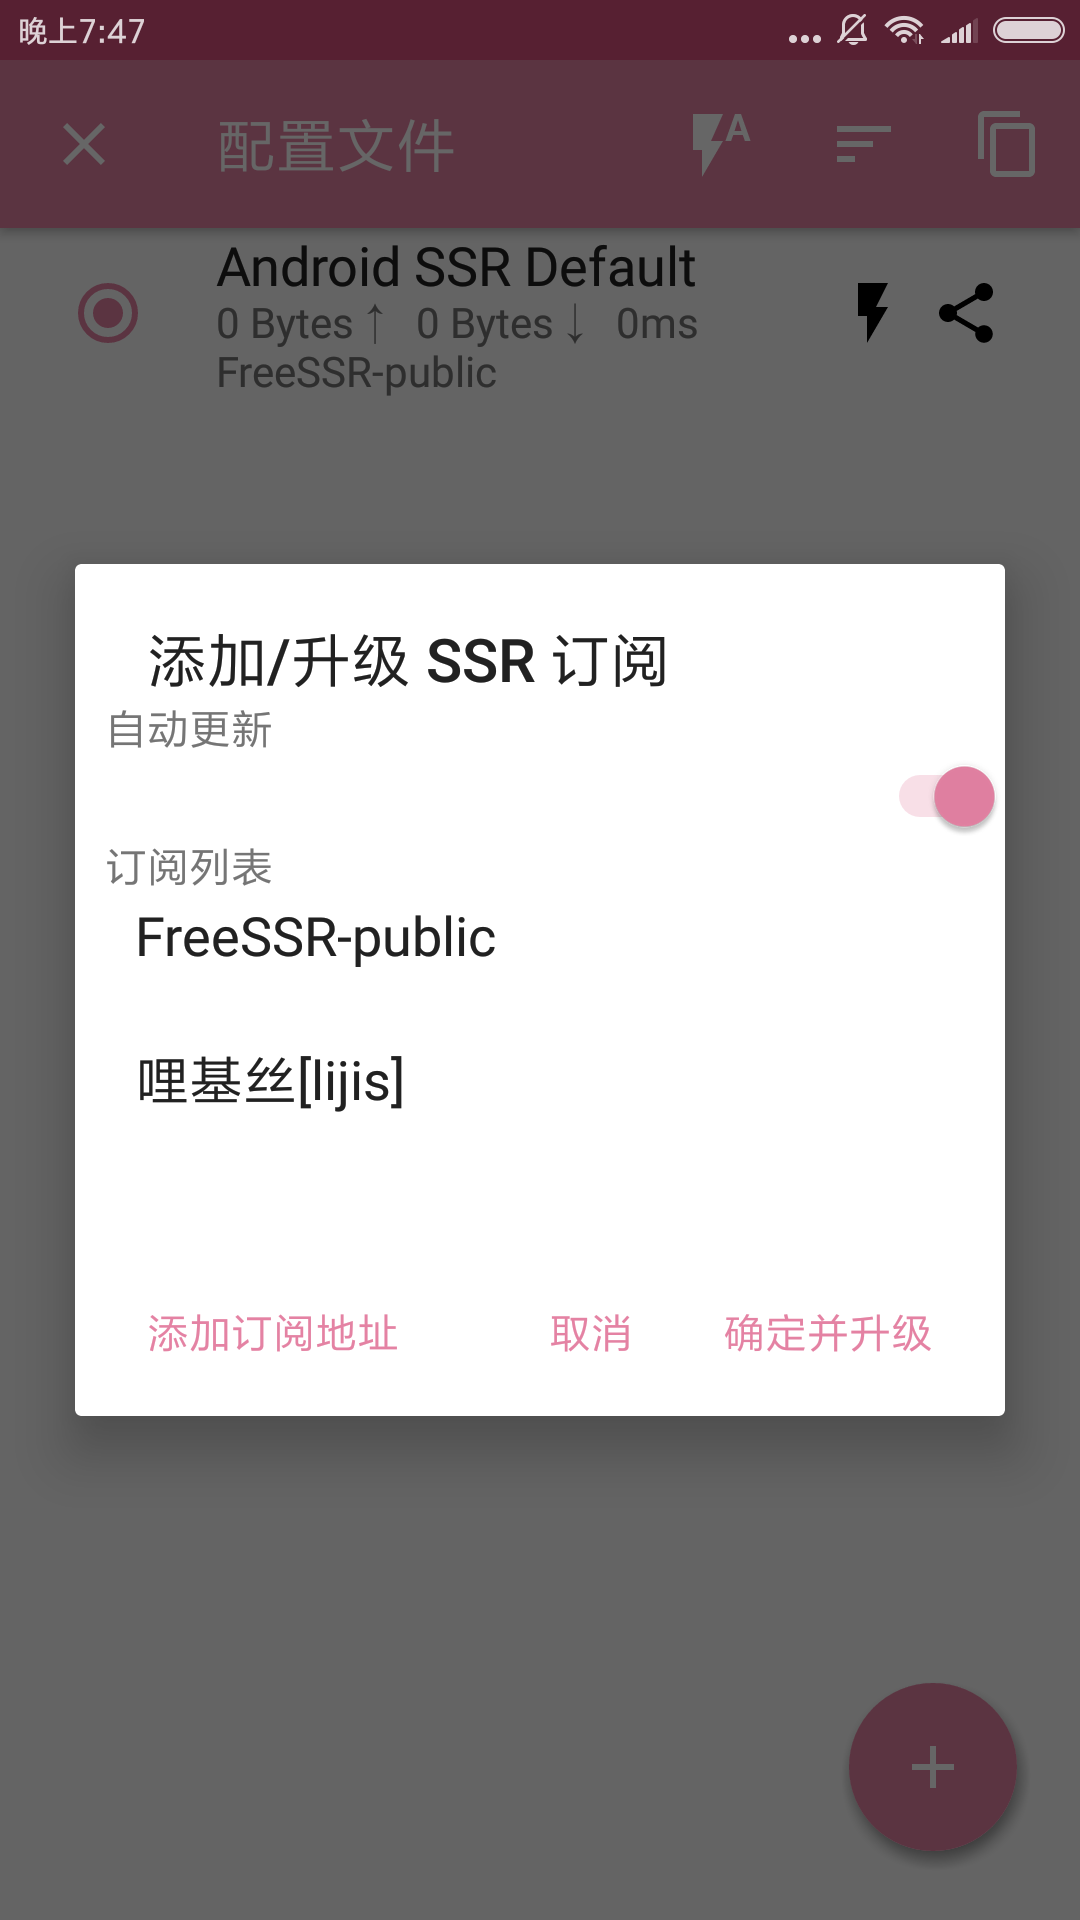 晚上7:47
配置文件
A
Android SSR Default
0 Bytes↑ 0 Bytes↓ 0ms
FreeSSR-public
添加/升级 SSR 订阅
自动更新
订阅列表
FreeSSR-public
哩基丝[lijis]
添加订阅地址 取消 确定并升级